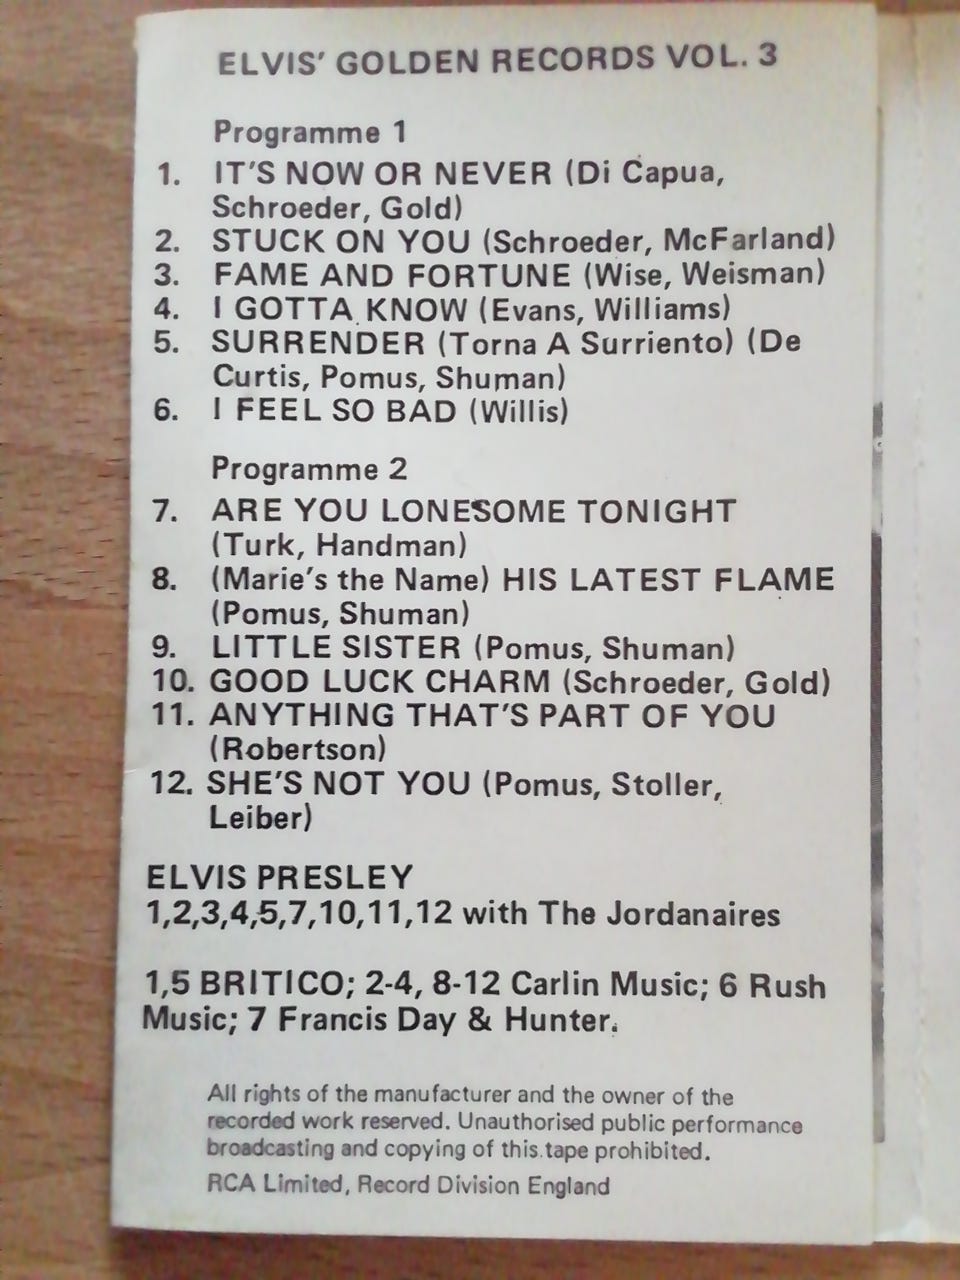 ELVIS' GOLDEN RECORDS VOL. 3
Programme 1
1. IT'S NOW OR NEVER (Di Capua,
Schroeder, Gold)
2. STUCK ON YOU (Schroeder, McFarland)
3. FAME AND FORTUNE (Wise, Weisman)
4. I GOTTA KNOW (Evans, Williams)
5. SURRENDER (Torna A Surriento) (De
Curtis, Pomus, Shuman)
6. I FEEL SO BAD (Willis)
Programme 2
7. ARE YOU LONESOME TONIGHT
(Turk, Handman)
8. (Marie's the Name) HIS LATEST FLAME
(Pomus, Shuman)
9. LITTLE SISTER (Pomus, Shuman)
10. GOOD LUCK CHARM (Schroeder, Gold)
11. ANYTHING THAT'S PART OF YOU
(Robertson)
12. SHE'S NOT YOU (Pomus, Stoller,
Leiber)
ELVIS PRESLEY
1,2,3,4,5,7,10,11,12 with The Jordanaires
1,5 BRITICO; 2-4, 8-12 Carlin Music; 6 Rush
Music; 7 Francis Day & Hunter.
All rights of the manufacturer and the owner of the
recorded work reserved. Unauthorised public performance
broadcasting and copying of this tape prohibited.
RCA Limited, Record Division England